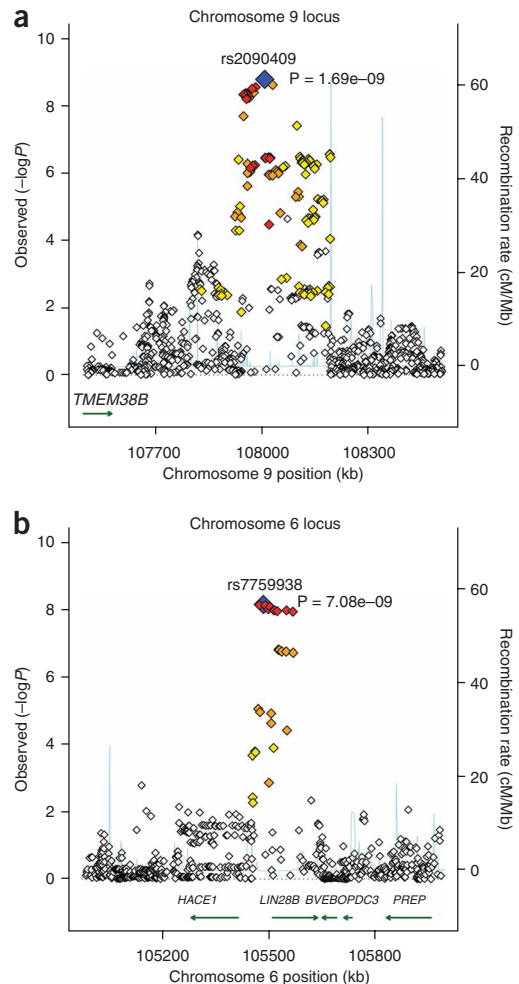 a
Chromosome 9 locus
rs2090409
P = 1.69e–09
10
8
6
4
2
0
Observed (–logP)
60
40
20
0
Recombination rate (cM/Mb)
TMEM38B
107700 108000 108300
Chromosome 9 position (kb)
b
Chromosome 6 locus
rs7759938
P = 7.08e–09
10
8
6
4
2
0
Observed (–logP)
60
40
20
0
Recombination rate (cM/Mb)
HACE1 LIN28B BVEBOPDC3 PREP
105200 105500 105800
Chromosome 6 position (kb)